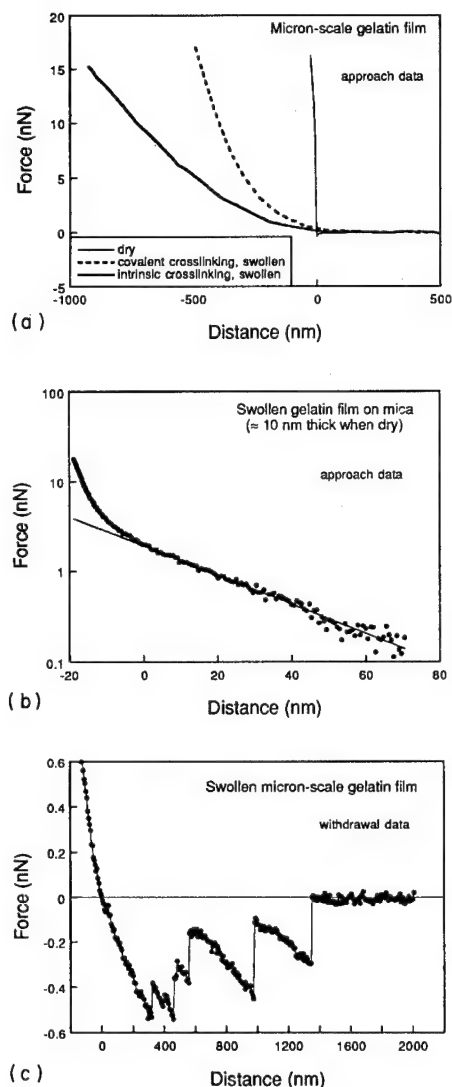 20
15
10
5
0
-5
Force (nN)
Micron-scale gelatin film
approach data
dry
covalent crosslinking, swollen
intrinsic crosslinking, swollen
-1000
-500
0
500
Distance (nm)
(a)
100
10
1
0.1
Force (nN)
Swollen gelatin film on mica
(≈ 10 nm thick when dry)
approach data
-20
0
20
40
60
80
Distance (nm)
(b)
0.6
0.4
0.2
0
-0.2
-0.4
-0.6
Force (nN)
Swollen micron-scale gelatin film
withdrawal data
0
400
800
1200
1600
2000
Distance (nm)
(c)